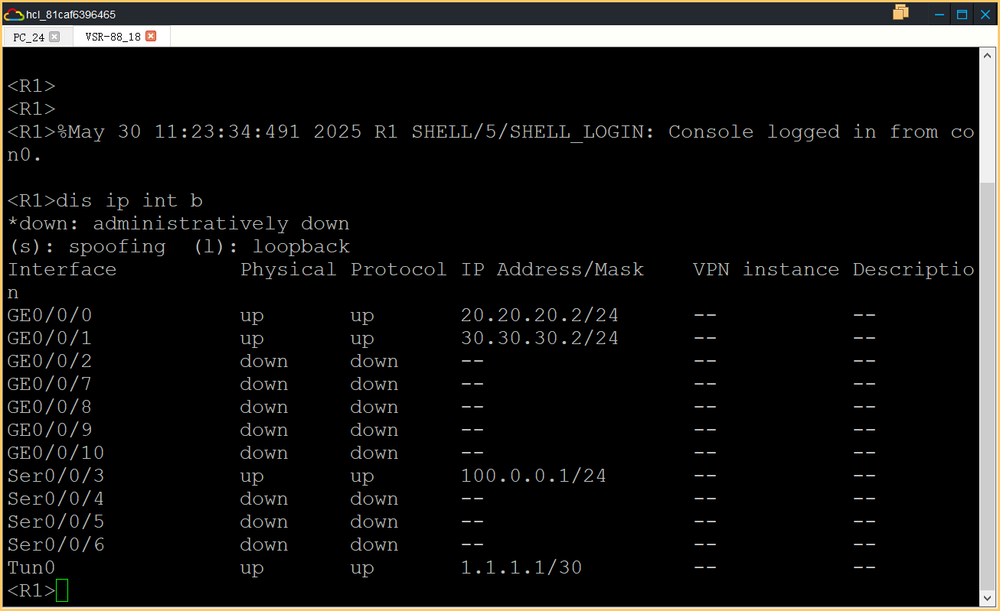 hcl_81caf6396465
PC_24
VSR-88_18
<R1>
<R1>
<R1>%May 30 11:23:34:491 2025 R1 SHELL/5/SHELL_LOGIN: Console logged in from co
n0.
<R1>dis ip int b
*down: administratively down
(s): spoofing  (l): loopback
Interface          Physical Protocol IP Address/Mask    VPN instance Descriptio
n
GE0/0/0            up       up       20.20.20.2/24      --           --
GE0/0/1            up       up       30.30.30.2/24      --           --
GE0/0/2            down     down     --                 --           --
GE0/0/7            down     down     --                 --           --
GE0/0/8            down     down     --                 --           --
GE0/0/9            down     down     --                 --           --
GE0/0/10           down     down     --                 --           --
Ser0/0/3           up       up       100.0.0.1/24       --           --
Ser0/0/4           down     down     --                 --           --
Ser0/0/5           down     down     --                 --           --
Ser0/0/6           down     down     --                 --           --
Tun0               up       up       1.1.1.1/30         --           --
<R1>